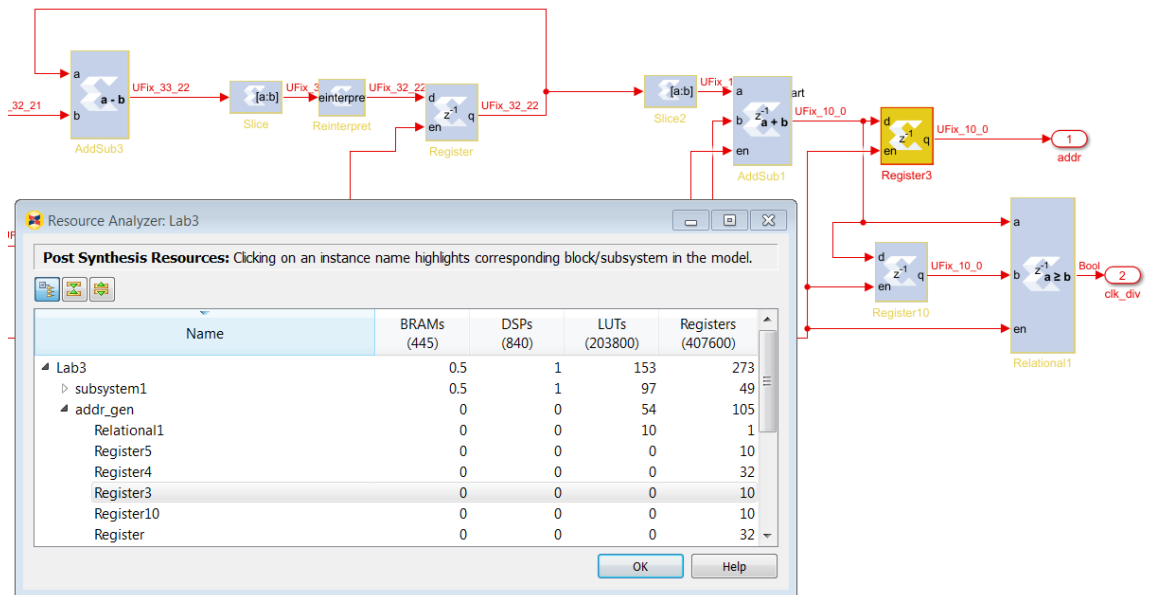 a
b
a - b
_32_21
UFix_33_22
AddSub3
[a:b]
Slice
UFix_3
einterpre
Reinterpret
UFix_32_22
d
en
z-1
q
Register
UFix_32_22
[a:b]
Slice2
UFix_1
a
b
en
z-1
a + b
art
AddSub1
UFix_10_0
d
en
z-1
q
Register3
UFix_10_0
1
addr
d
en
z-1
q
Register10
UFix_10_0
a
b
en
z-1
a ≥ b
Relational1
Bool
2
clk_div
Resource Analyzer: Lab3
Post Synthesis Resources: Clicking on an instance name highlights corresponding block/subsystem in the model.
Name BRAMs (445) DSPs (840) LUTs (203800) Registers (407600)
Lab3 0.5 1 153 273
subsystem1 0.5 1 97 49
addr_gen 0 0 54 105
Relational1 0 0 10 1
Register5 0 0 0 10
Register4 0 0 0 32
Register3 0 0 0 10
Register10 0 0 0 10
Register 0 0 0 32
OK Help